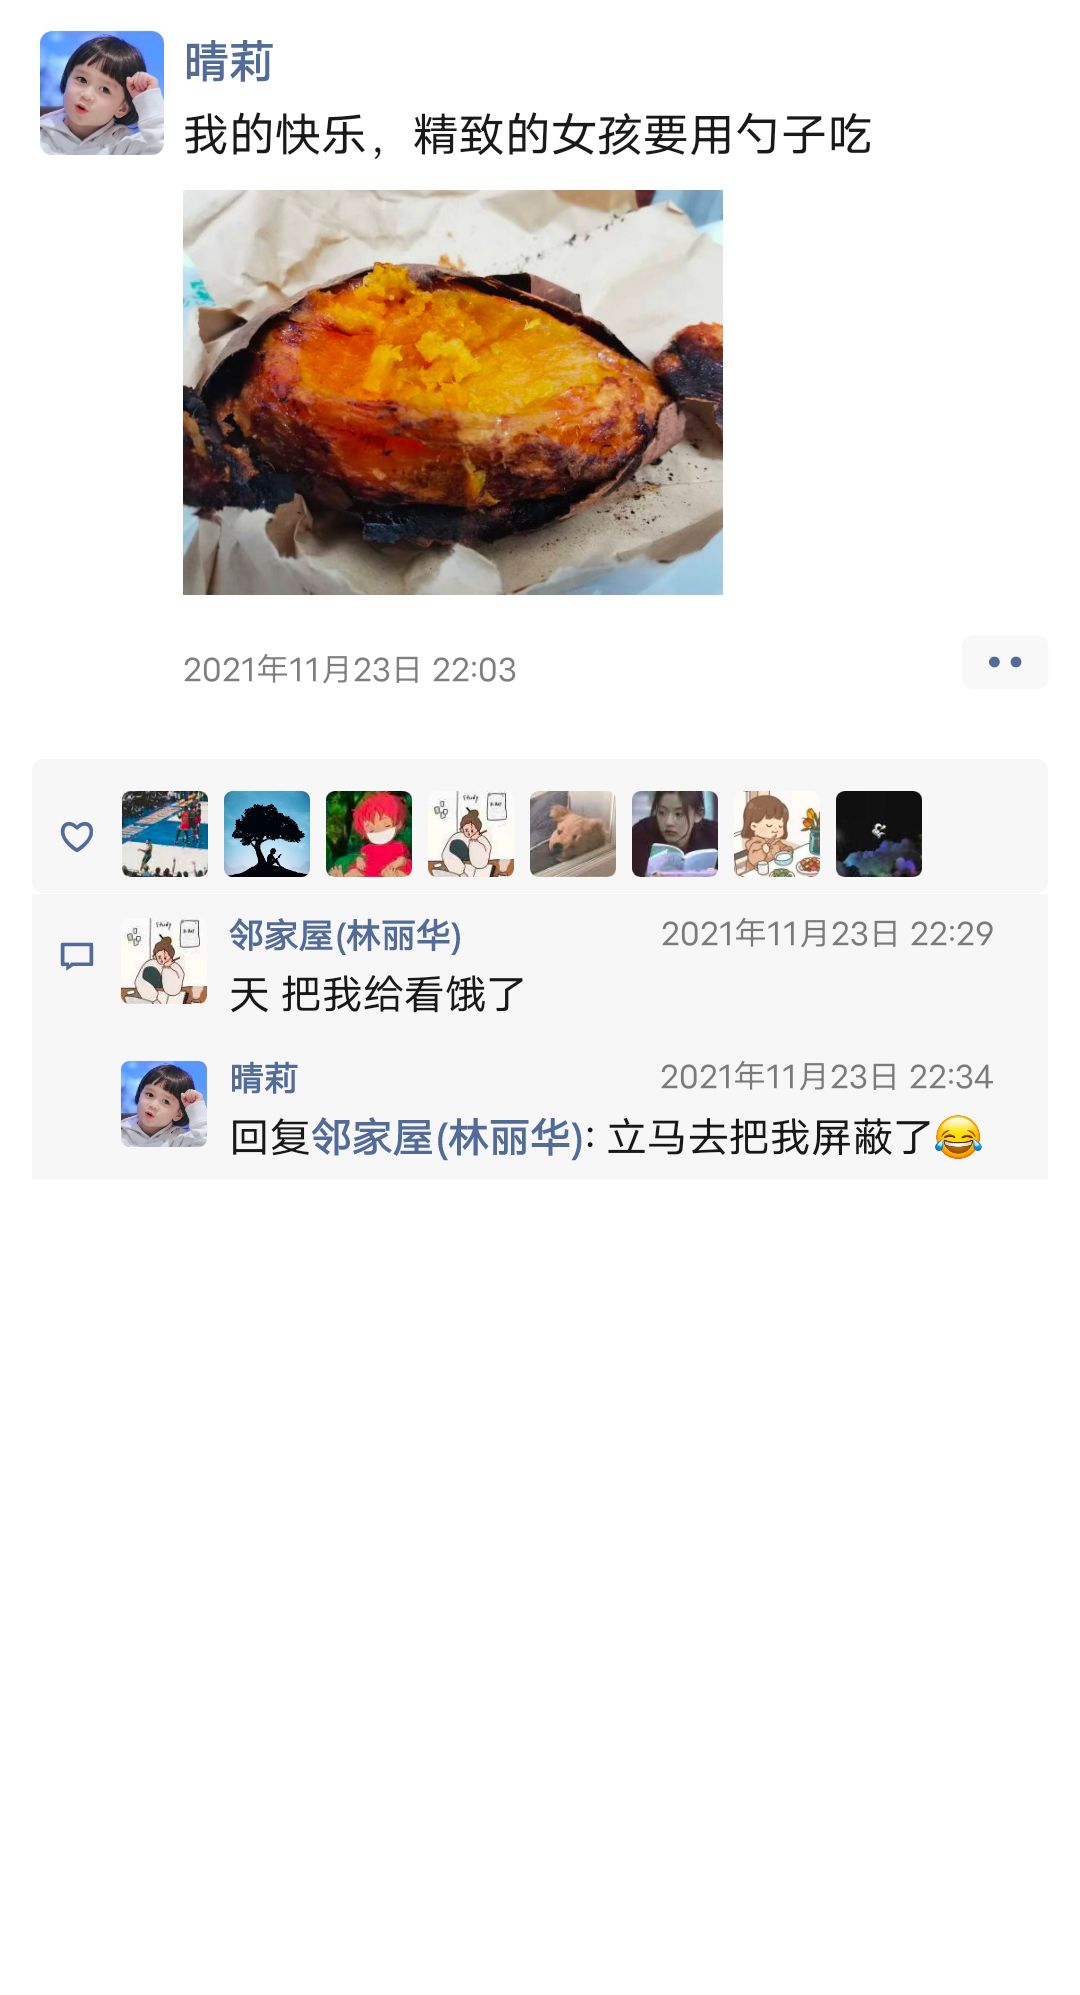 晴莉
我的快乐，精致的女孩要用勺子吃
2021年11月23日 22:03
邻家屋(林丽华)
2021年11月23日 22:29
天 把我给看饿了
晴莉
2021年11月23日 22:34
回复邻家屋(林丽华): 立马去把我屏蔽了😂